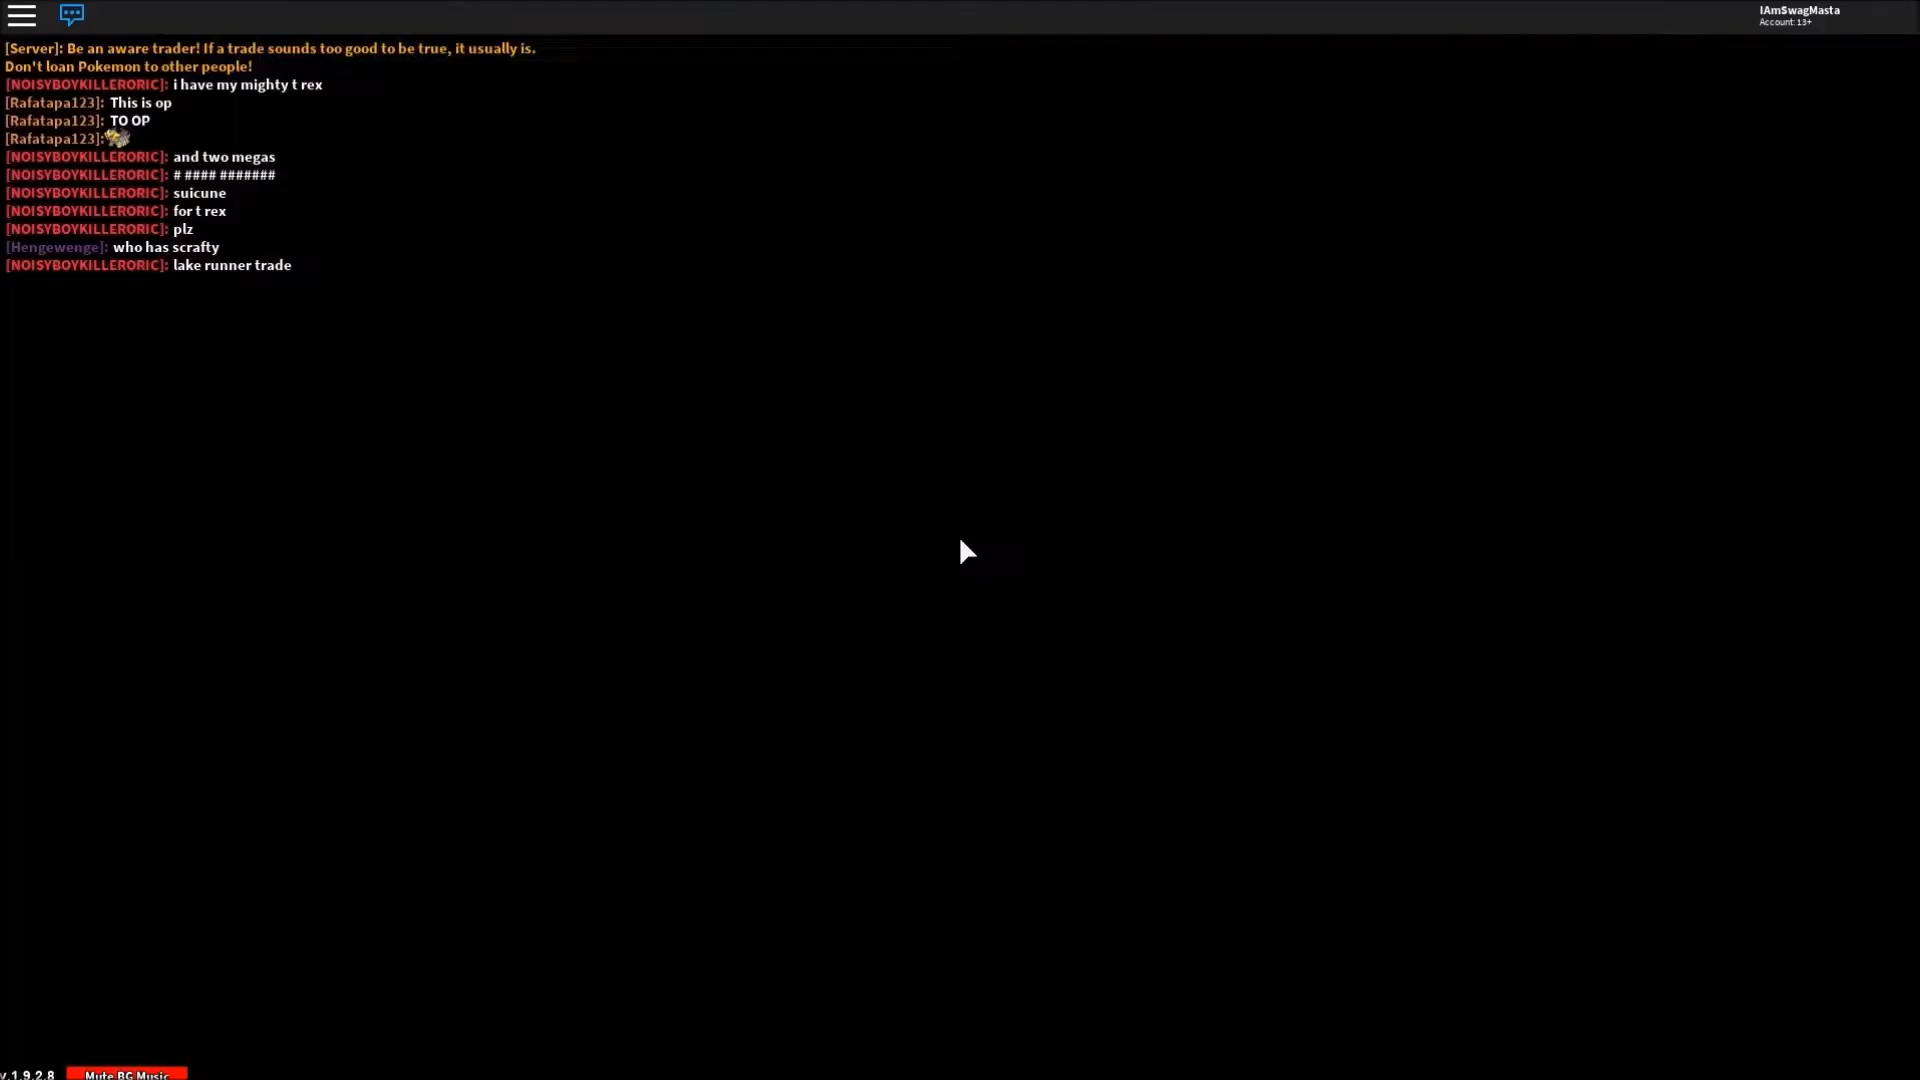 IAmSwagMasta
Account: 13+
[Server]: Be an aware trader! If a trade sounds too good to be true, it usually is.
Don't loan Pokemon to other people!
[NOISYBOYKILLERORIC]: i have my mighty t rex
[Rafatapa123]: This is op
[Rafatapa123]: TO OP
[Rafatapa123]:
[NOISYBOYKILLERORIC]: and two megas
[NOISYBOYKILLERORIC]: # #### #######
[NOISYBOYKILLERORIC]: suicune
[NOISYBOYKILLERORIC]: for t rex
[NOISYBOYKILLERORIC]: plz
[Hengewenge]: who has scrafty
[NOISYBOYKILLERORIC]: lake runner trade
v.1.9.2.8 Mute BG Music